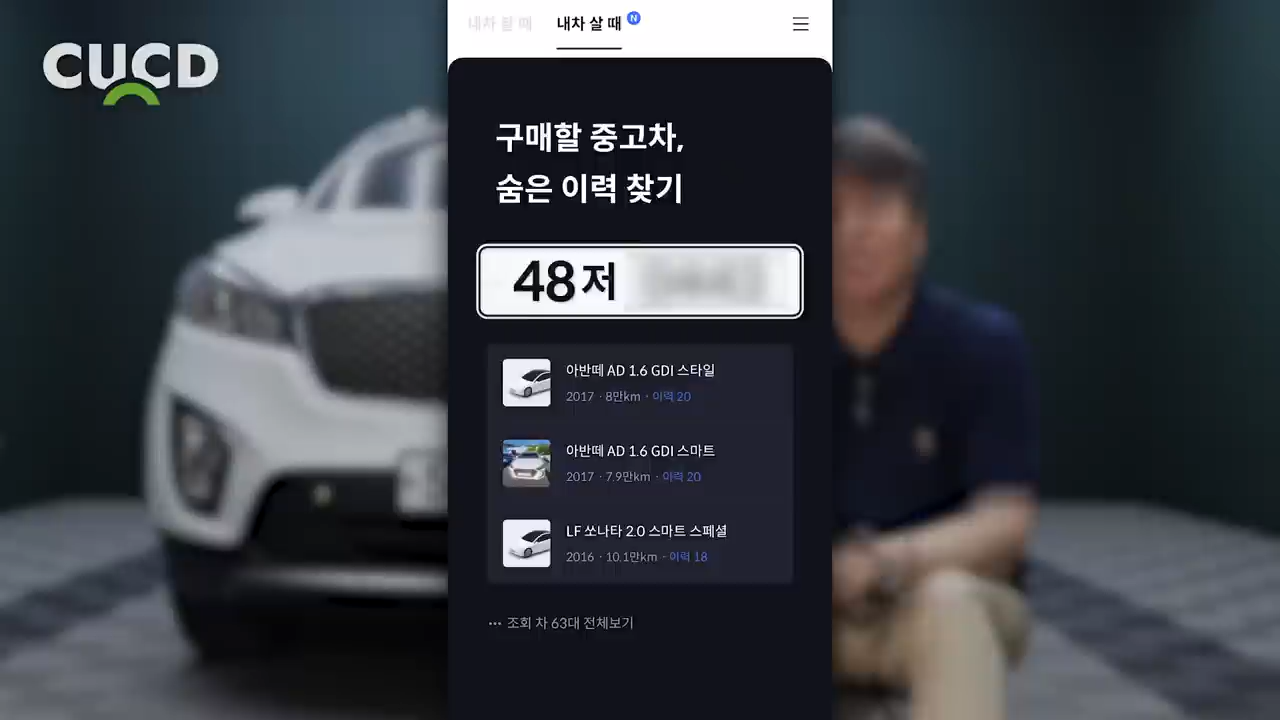 CUCD
내차 팔 때
내차 살 때 N
구매할 중고차,
숨은 이력 찾기
48저
아반떼 AD 1.6 GDI 스타일
2017 · 8만km · 이력 20
아반떼 AD 1.6 GDI 스마트
2017 · 7.9만km · 이력 20
LF 쏘나타 2.0 스마트 스페셜
2016 · 10.1만km · 이력 18
··· 조회 차 63대 전체보기